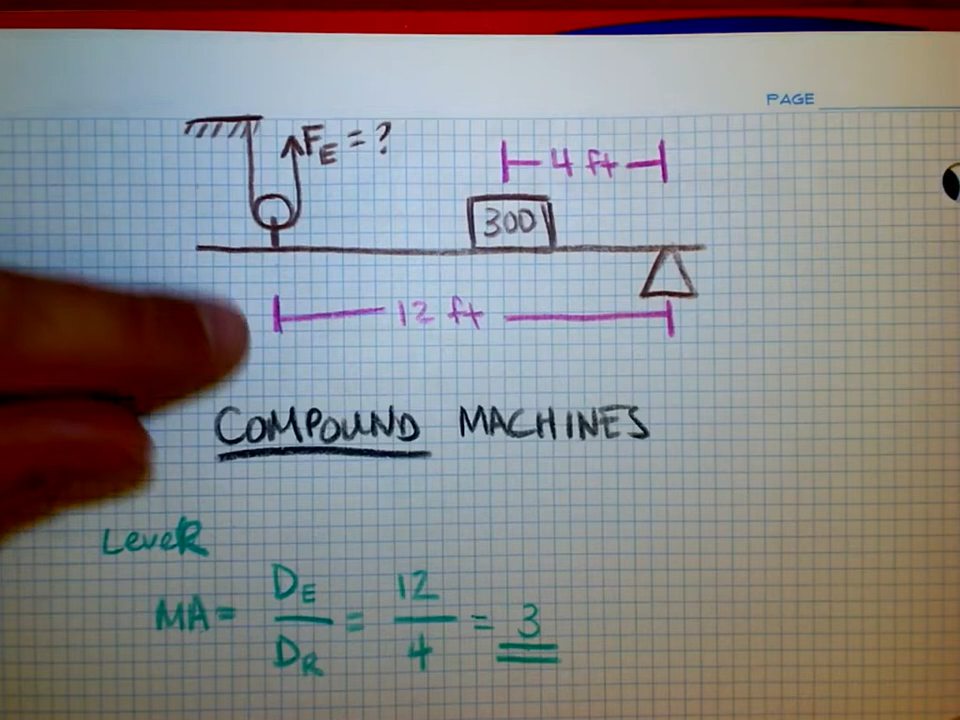 PAGE
F_E = ?
4 ft
300
12 ft
COMPOUND MACHINES
LeveR
MA = D_E / D_R = 12 / 4 = 3